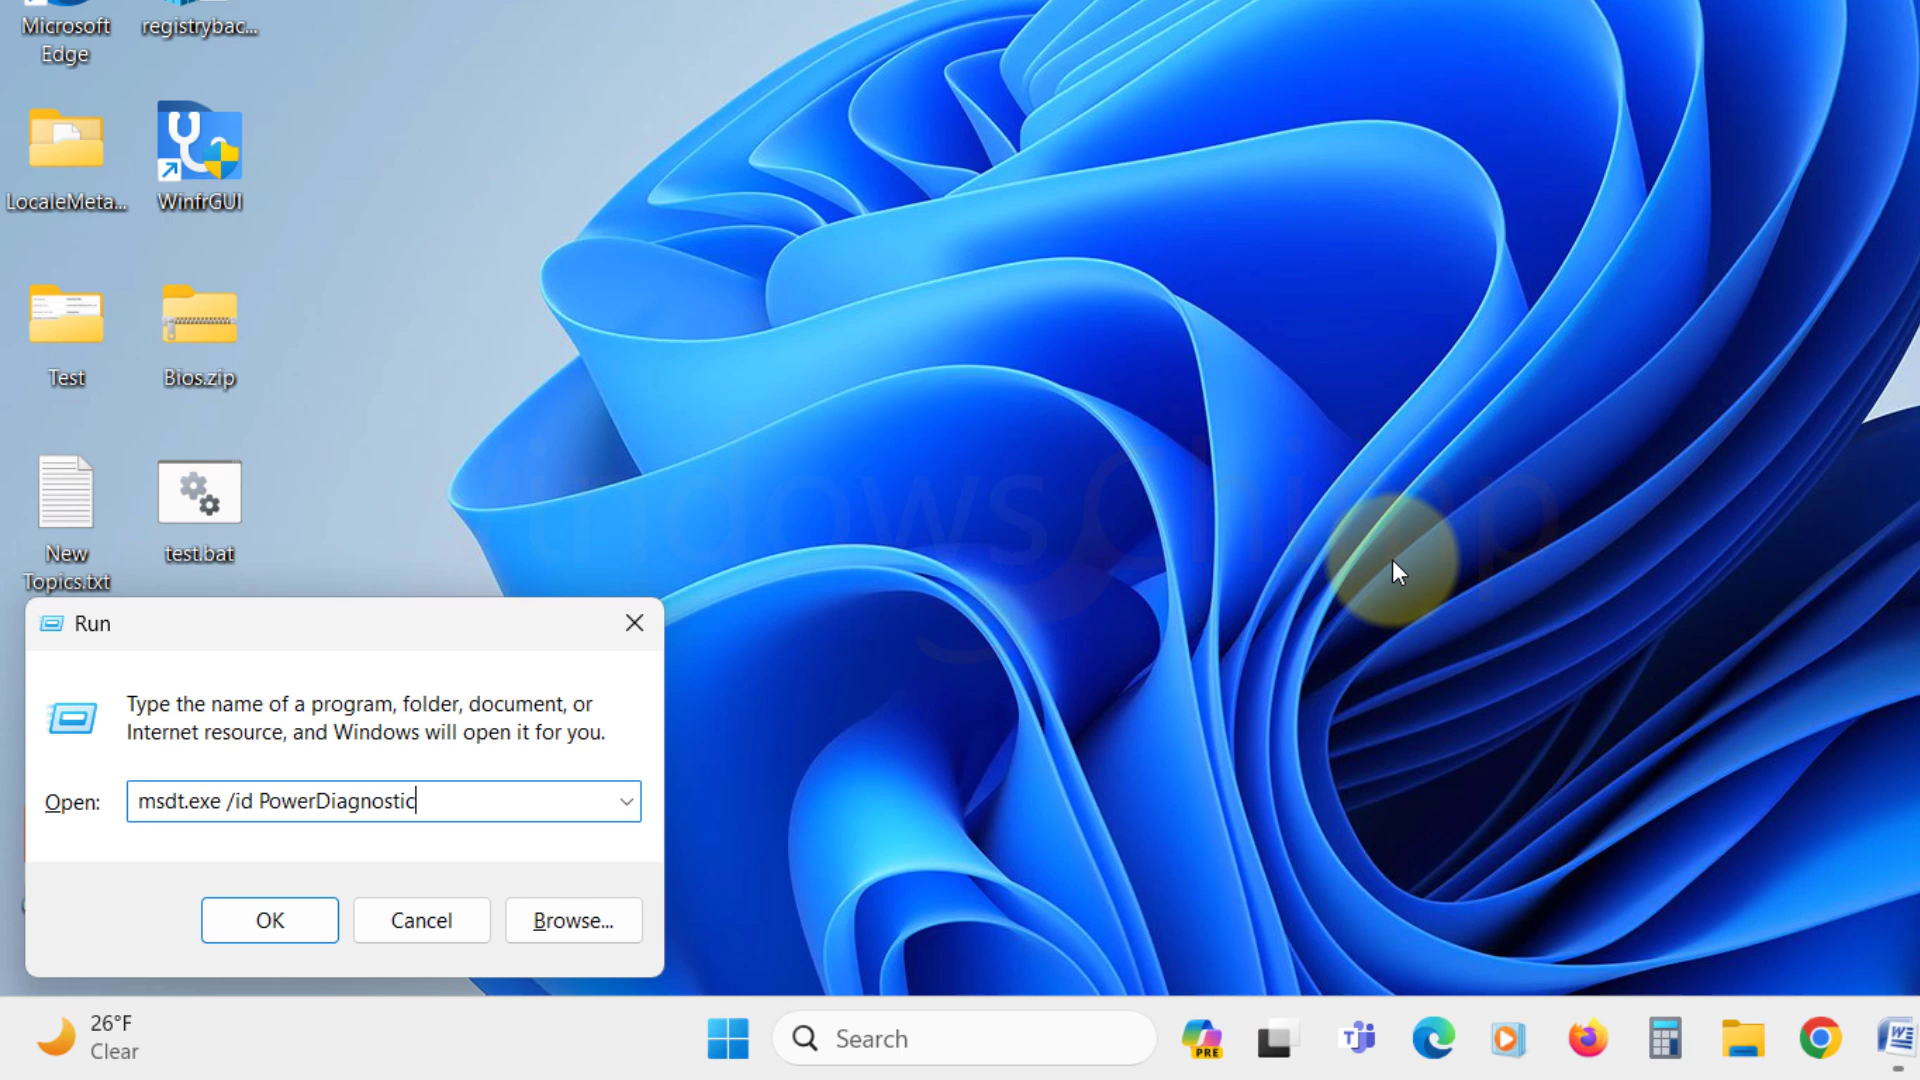 Microsoft
Edge
registrybac...
LocaleMeta...
WinfrGUI
Test
Bios.zip
New
Topics.txt
test.bat
WindowsChimp
Run
Type the name of a program, folder, document, or
Internet resource, and Windows will open it for you.
Open:
msdt.exe /id PowerDiagnostic
OK
Cancel
Browse...
26°F
Clear
Search
PRE